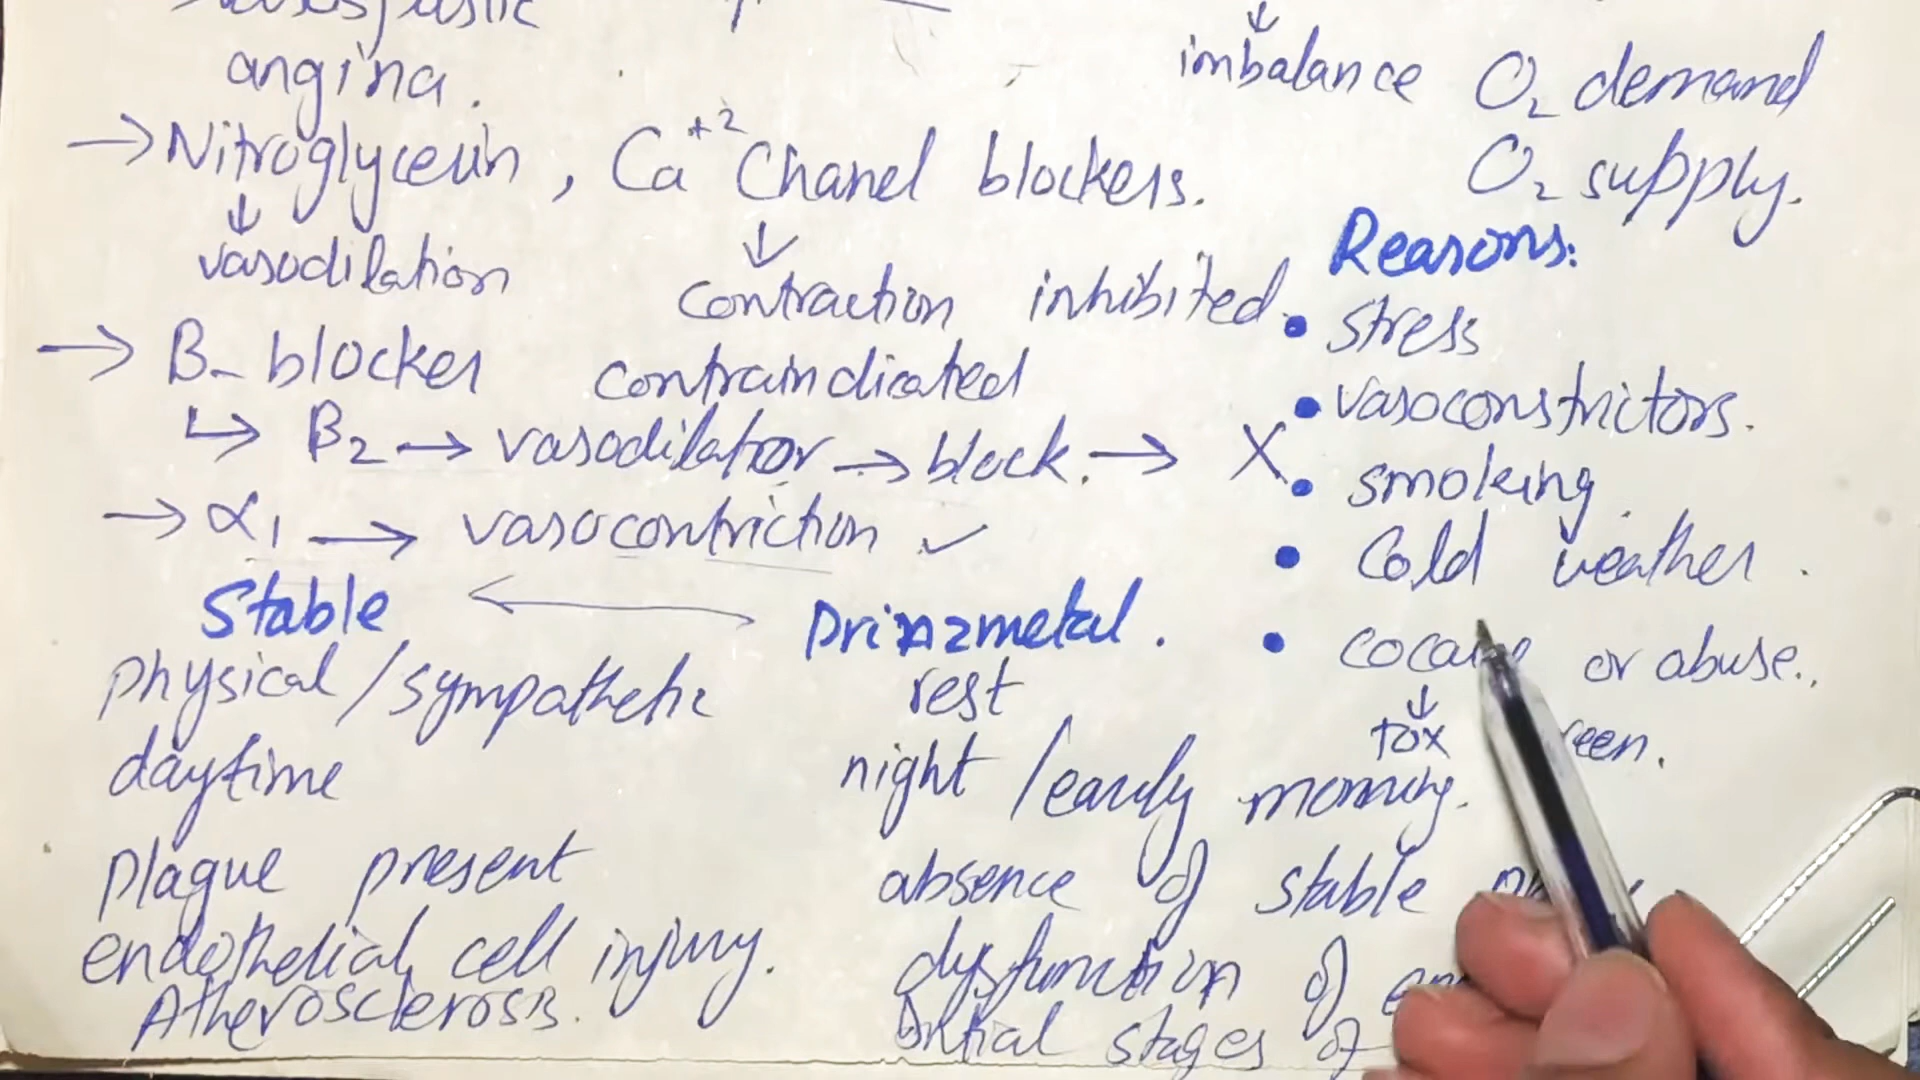 angina.
→ Nitroglycerin , Ca+2 Chanel blockers.
↓ vasodilation
↓ contraction inhibited.
→ B- blocker contraindicated
↳ B2 → vasodilator → block. → X
→ α1 → vasocontriction ✓
↓
imbalance O2 demand
O2 supply.
Reasons:
• stress
• vasoconstrictors.
• smoking.
• Cold weather.
• cocaine or abuse.
↓
tox
Stable ← Prinzmetal.
physical/sympathetic rest
daytime night/early morning.
Plaque present absence of stable
endothelial cell injury. dysfunction of
Atherosclerosis. Initial stages of